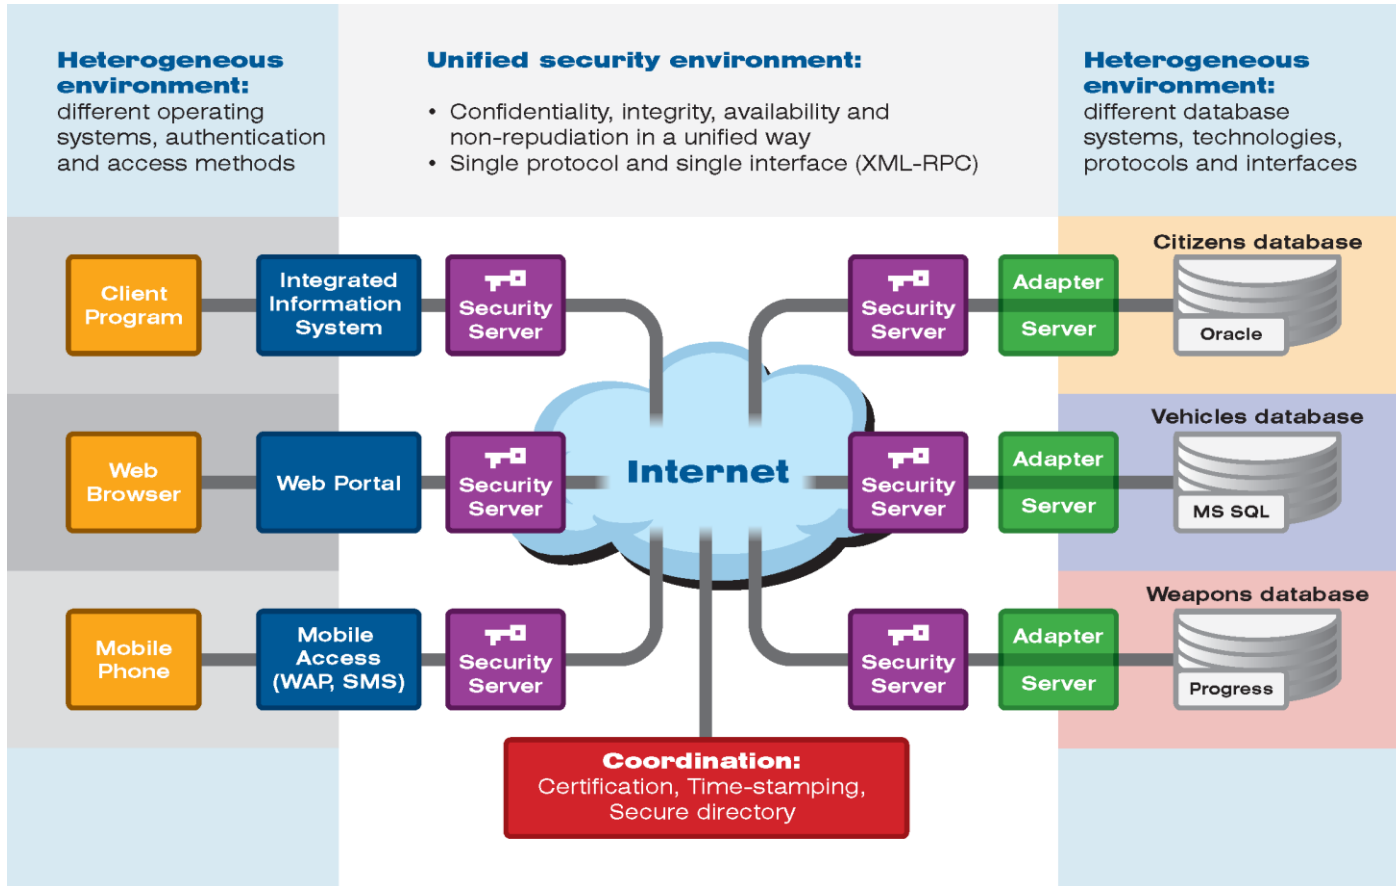 Heterogeneous
environment:
different operating
systems, authentication
and access methods
Unified security environment:
• Confidentiality, integrity, availability and
non-repudiation in a unified way
• Single protocol and single interface (XML-RPC)
Heterogeneous
environment:
different database
systems, technologies,
protocols and interfaces
Client
Program
Integrated
Information
System
Security
Server
Security
Server
Adapter
Server
Citizens database
Oracle
Web
Browser
Web Portal
Security
Server
Internet
Security
Server
Adapter
Server
Vehicles database
MS SQL
Mobile
Phone
Mobile
Access
(WAP, SMS)
Security
Server
Security
Server
Adapter
Server
Weapons database
Progress
Coordination:
Certification, Time-stamping,
Secure directory